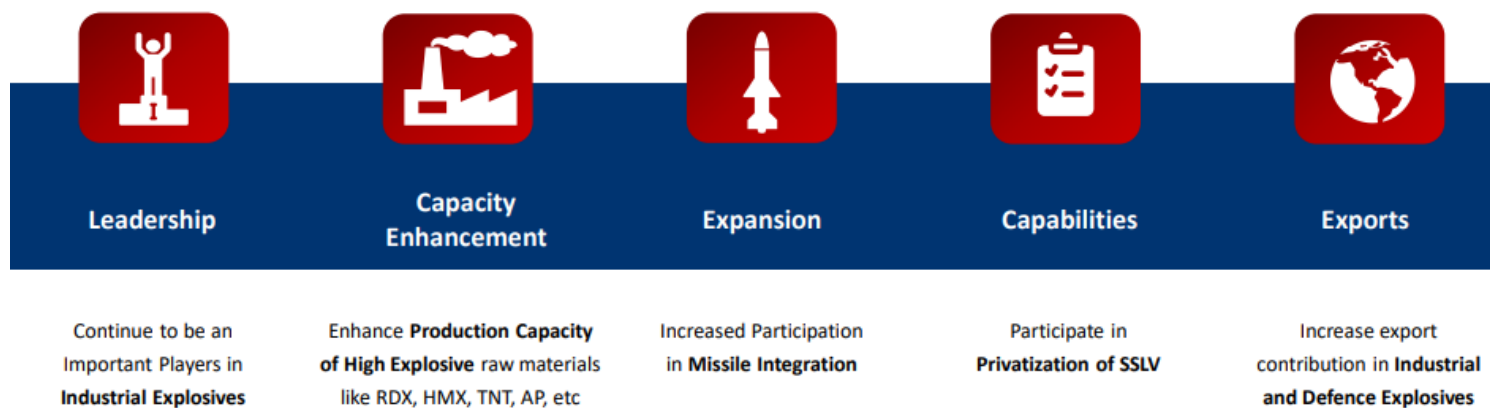 Leadership
Capacity
Enhancement
Expansion
Capabilities
Exports
Continue to be an
Important Players in
Industrial Explosives
Enhance Production Capacity
of High Explosive raw materials
like RDX, HMX, TNT, AP, etc
Increased Participation
in Missile Integration
Participate in
Privatization of SSLV
Increase export
contribution in Industrial
and Defence Explosives